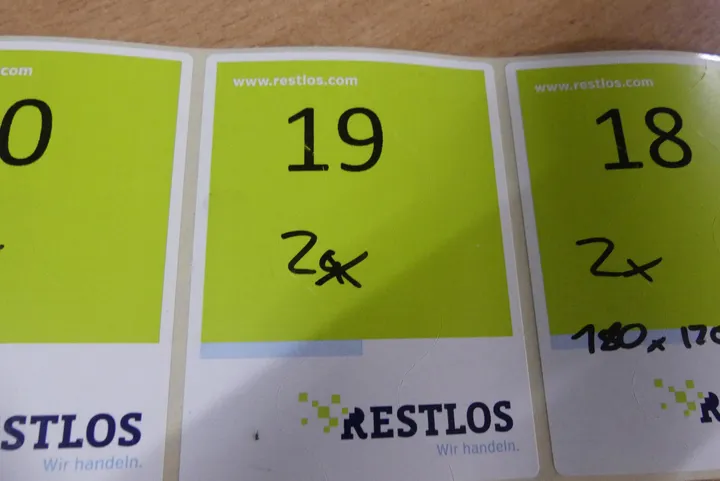 .com
0
STLOS
Wir handeln.
www.restlos.com
19
2x
RESTLOS
Wir handeln.
www.restlos.com
18
2x
180 x 170
R